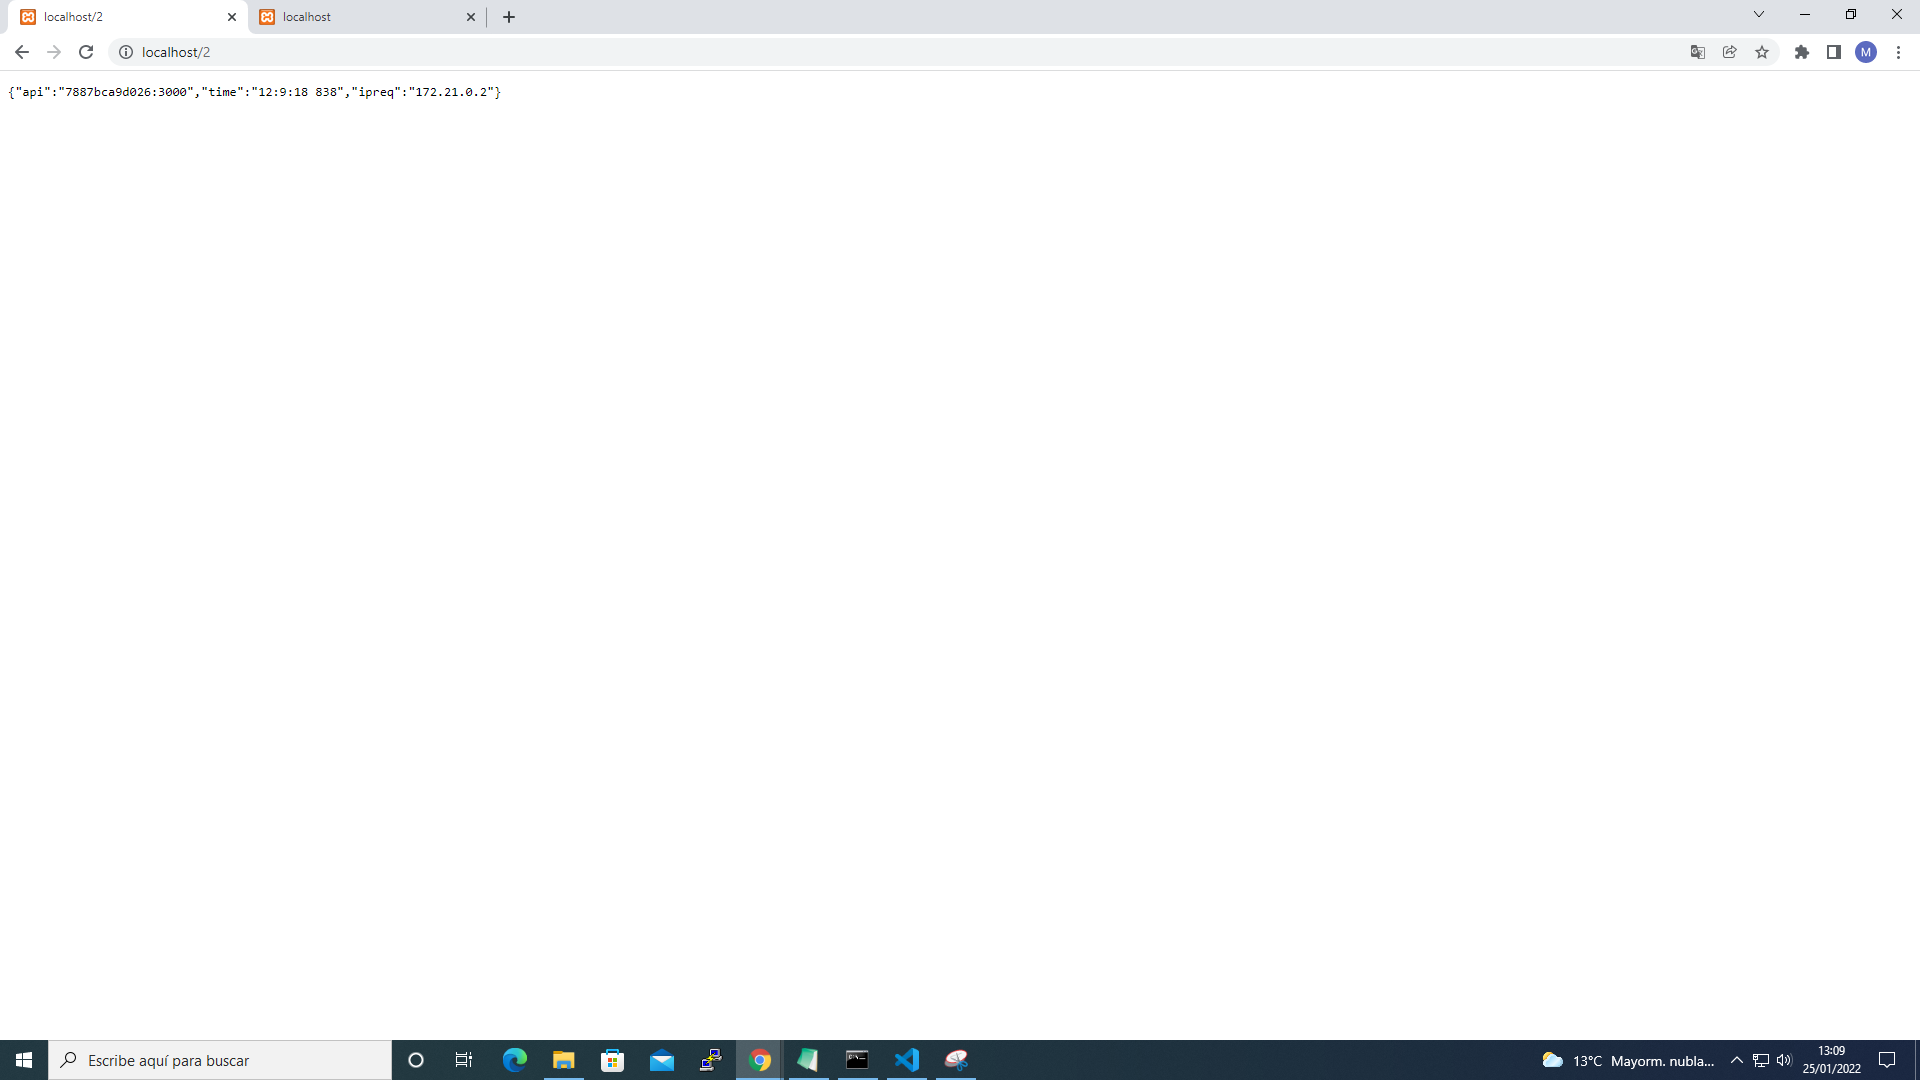 localhost/2
localhost
localhost/2
M
{"api":"7887bca9d026:3000","time":"12:9:18 838","ipreq":"172.21.0.2"}
Escribe aquí para buscar
13°C Mayorm. nubla...
13:09
25/01/2022